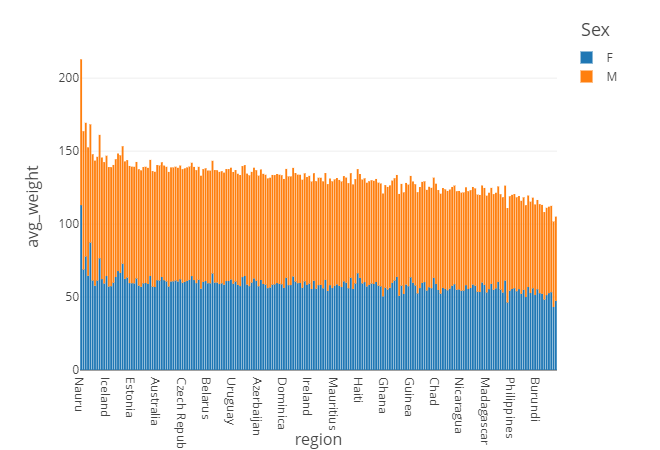 Sex
F
M
200
150
100
50
0
avg_weight
Nauru
Iceland
Estonia
Australia
Czech Repub
Belarus
Uruguay
Azerbaijan
Dominica
Ireland
Mauritius
Haiti
Ghana
Guinea
Chad
Nicaragua
Madagascar
Philippines
Burundi
region